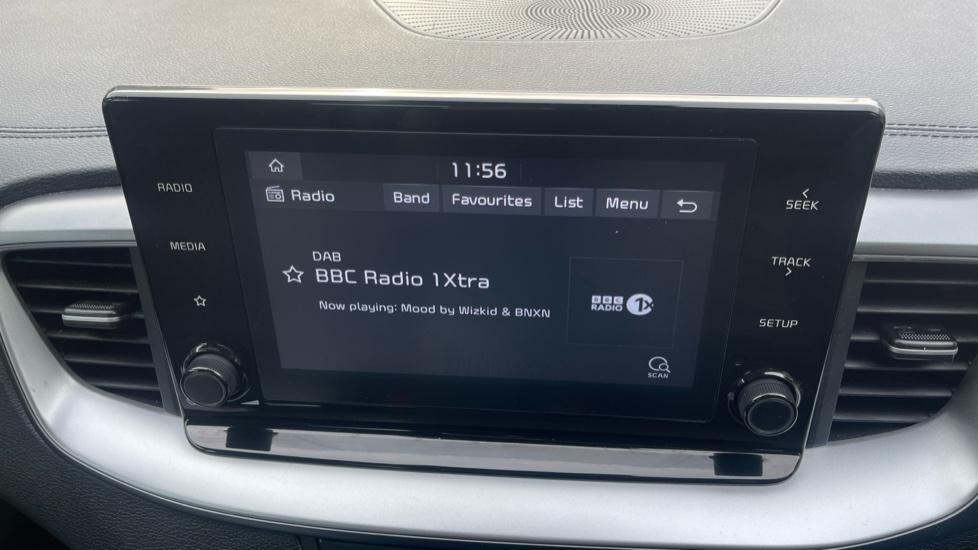 11:56
Radio
Band
Favourites
List
Menu
RADIO
MEDIA
SEEK
TRACK
SETUP
DAB
BBC Radio 1Xtra
Now playing: Mood by Wizkid & BNXN
BBC
RADIO
1X
SCAN